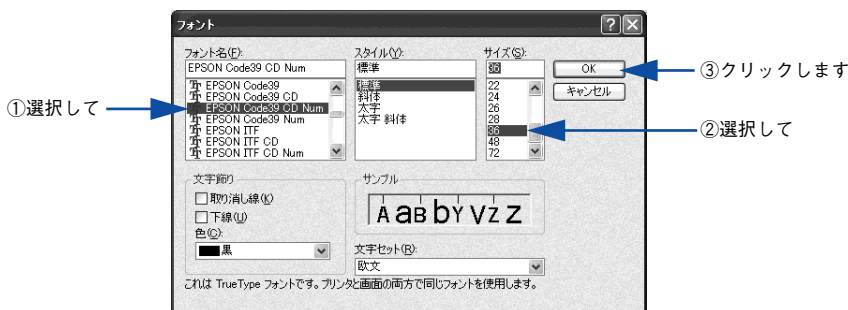 フォント
フォント名(F):
EPSON Code39 CD Num
EPSON Code39
EPSON Code39 CD
EPSON Code39 CD Num
EPSON Code39 Num
EPSON ITF
EPSON ITF CD
EPSON ITF CD Num
スタイル(Y):
標準
標準
斜体
太字
太字 斜体
サイズ(S):
36
22
24
26
28
36
48
72
OK
キャンセル
①選択して
②選択して
③クリックします
文字飾り
取り消し線(K)
下線(U)
色(C):
黒
サンプル
AaBbYyZz
文字セット(R):
欧文
これは TrueType フォントです。プリンタと画面の両方で同じフォントを使用します。